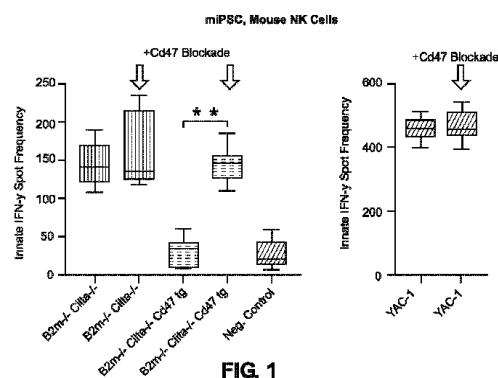 miPSC, Mouse NK Cells
+Cd47 Blockade
Innate IFN-y Spot Frequency
250
200
150
100
50
0
**
B2m-/- Ciita-/-
B2m-/- Ciita-/-
B2m-/- Ciita-/- Cd47 tg
B2m-/- Ciita-/- Cd47 tg
Neg. Control
+Cd47 Blockade
Innate IFN-y Spot Frequency
600
400
200
0
YAC-1
YAC-1
FIG. 1